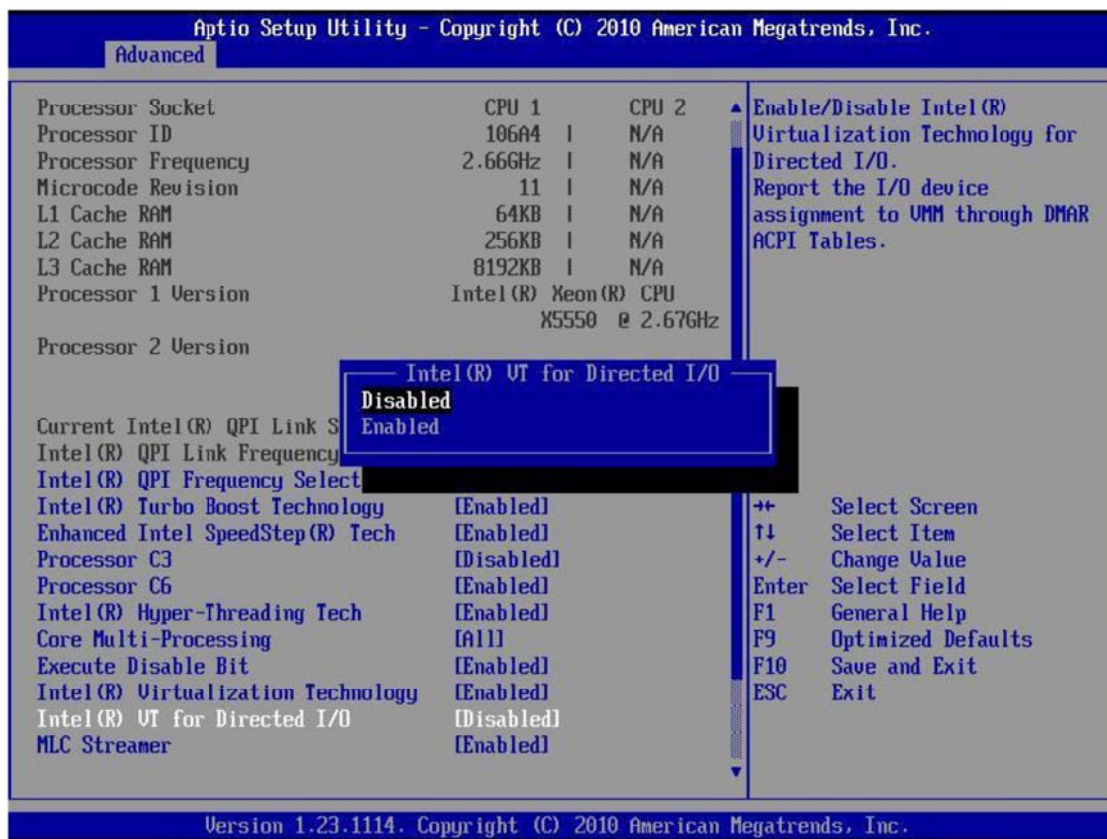 Aptio Setup Utility - Copyright (C) 2010 American Megatrends, Inc.
Advanced
Processor Socket CPU 1 CPU 2
Processor ID 106A4 | N/A
Processor Frequency 2.66GHz | N/A
Microcode Revision 11 | N/A
L1 Cache RAM 64KB | N/A
L2 Cache RAM 256KB | N/A
L3 Cache RAM 8192KB | N/A
Processor 1 Version Intel(R) Xeon(R) CPU
X5550 @ 2.67GHz
Processor 2 Version
Current Intel(R) QPI Link S
Intel(R) QPI Link Frequency
Intel(R) QPI Frequency Select
Intel(R) Turbo Boost Technology [Enabled]
Enhanced Intel SpeedStep(R) Tech [Enabled]
Processor C3 [Disabled]
Processor C6 [Enabled]
Intel(R) Hyper-Threading Tech [Enabled]
Core Multi-Processing [All]
Execute Disable Bit [Enabled]
Intel(R) Virtualization Technology [Enabled]
Intel(R) VT for Directed I/O [Disabled]
MLC Streamer [Enabled]
Intel(R) VT for Directed I/O
Disabled
Enabled
Enable/Disable Intel(R)
Virtualization Technology for
Directed I/O.
Report the I/O device
assignment to VMM through DMAR
ACPI Tables.
→← Select Screen
↑↓ Select Item
+/- Change Value
Enter Select Field
F1 General Help
F9 Optimized Defaults
F10 Save and Exit
ESC Exit
Version 1.23.1114. Copyright (C) 2010 American Megatrends, Inc.